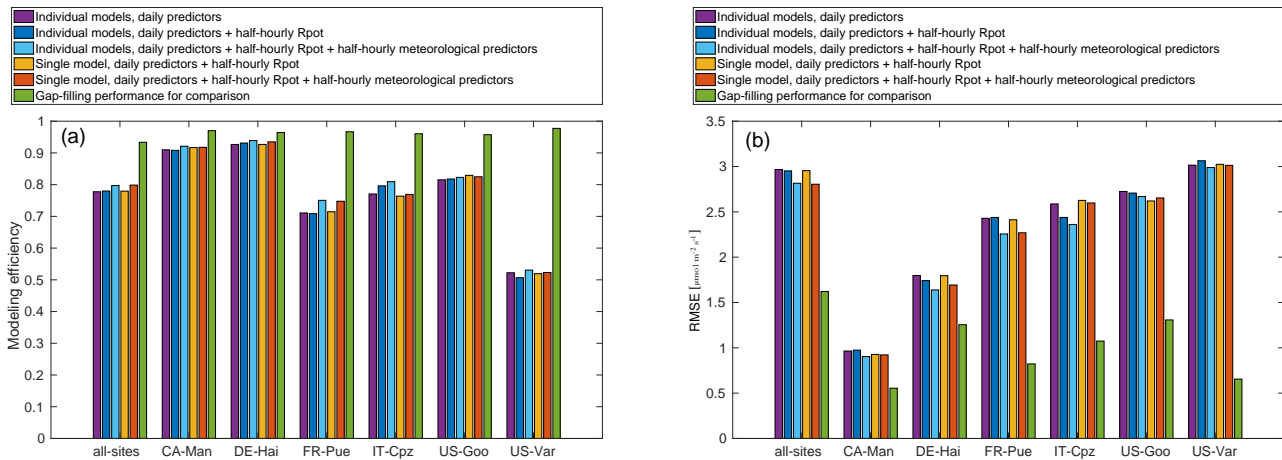 Individual models, daily predictors
Individual models, daily predictors + half-hourly Rpot
Individual models, daily predictors + half-hourly Rpot + half-hourly meteorological predictors
Single model, daily predictors + half-hourly Rpot
Single model, daily predictors + half-hourly Rpot + half-hourly meteorological predictors
Gap-filling performance for comparison
(a)
Modeling efficiency
1
0.9
0.8
0.7
0.6
0.5
0.4
0.3
0.2
0.1
0
all-sites CA-Man DE-Hai FR-Pue IT-Cpz US-Goo US-Var
Individual models, daily predictors
Individual models, daily predictors + half-hourly Rpot
Individual models, daily predictors + half-hourly Rpot + half-hourly meteorological predictors
Single model, daily predictors + half-hourly Rpot
Single model, daily predictors + half-hourly Rpot + half-hourly meteorological predictors
Gap-filling performance for comparison
(b)
RMSE [μmol m⁻² s⁻¹]
3.5
3
2.5
2
1.5
1
0.5
0
all-sites CA-Man DE-Hai FR-Pue IT-Cpz US-Goo US-Var